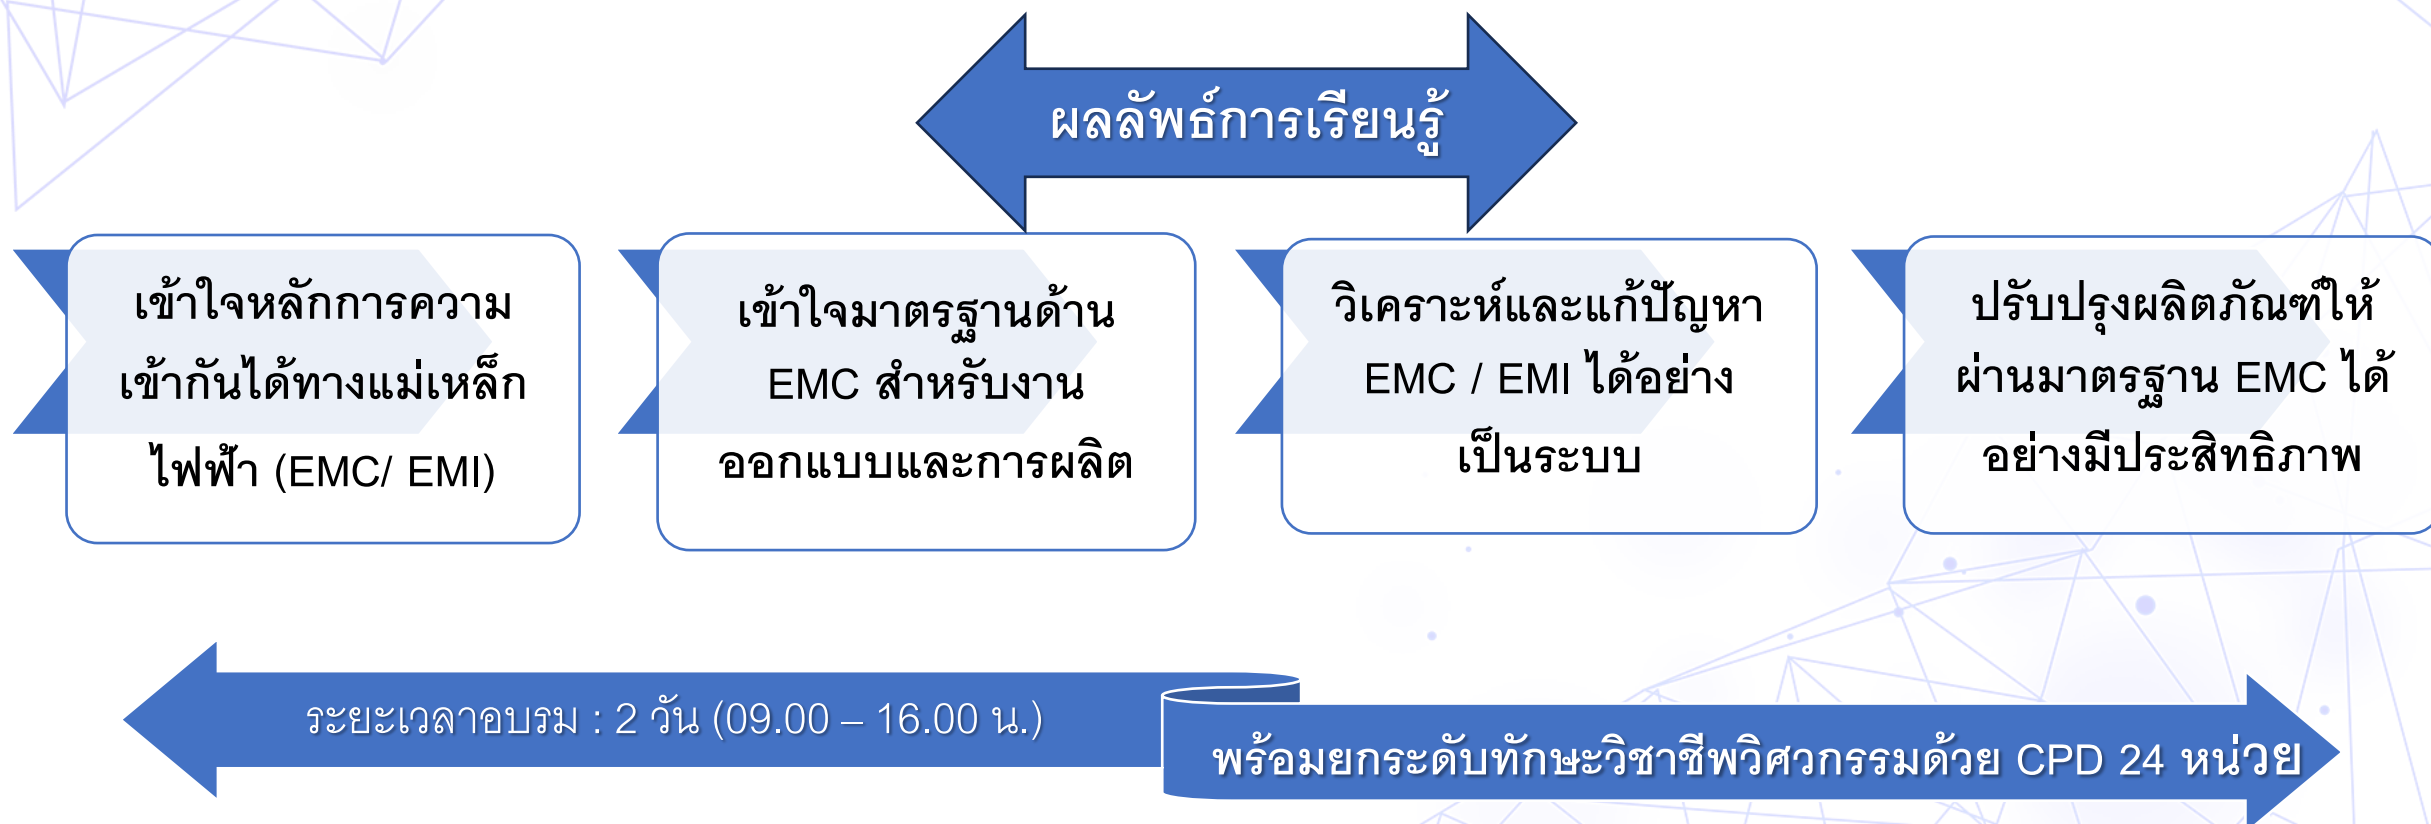 ผลลัพธ์การเรียนรู้
เข้าใจหลักการความ
เข้ากันได้ทางแม่เหล็ก
ไฟฟ้า (EMC/ EMI)
เข้าใจมาตรฐานด้าน
EMC สำหรับงาน
ออกแบบและการผลิต
วิเคราะห์และแก้ปัญหา
EMC / EMI ได้อย่าง
เป็นระบบ
ปรับปรุงผลิตภัณฑ์ให้
ผ่านมาตรฐาน EMC ได้
อย่างมีประสิทธิภาพ
ระยะเวลาอบรม : 2 วัน (09.00 – 16.00 น.)
พร้อมยกระดับทักษะวิชาชีพวิศวกรรมด้วย CPD 24 หน่วย